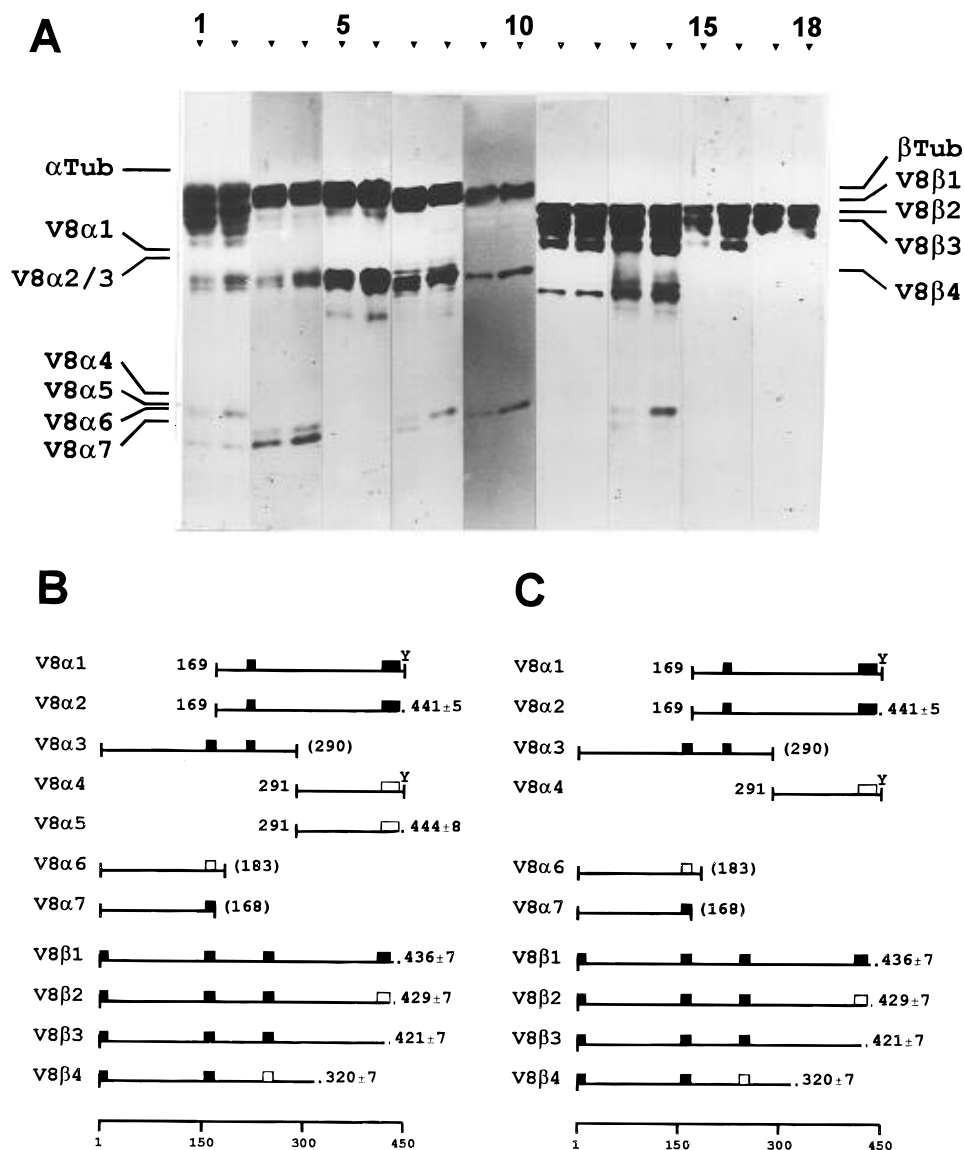 A
1 5 10 15 18
αTub
V8α1
V8α2/3
V8α4
V8α5
V8α6
V8α7
βTub
V8β1
V8β2
V8β3
V8β4
B
V8α1 169 Y
V8α2 169 441±5
V8α3 (290)
V8α4 291 Y
V8α5 291 444±8
V8α6 (183)
V8α7 (168)
V8β1 436±7
V8β2 429±7
V8β3 421±7
V8β4 320±7
1 150 300 450
C
V8α1 169 Y
V8α2 169 441±5
V8α3 (290)
V8α4 291 Y
V8α6 (183)
V8α7 (168)
V8β1 436±7
V8β2 429±7
V8β3 421±7
V8β4 320±7
1 150 300 450